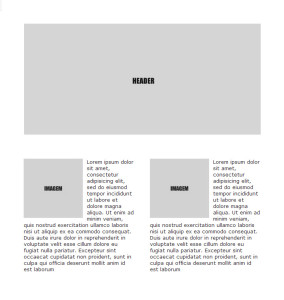 HEADER
IMAGEM
Lorem ipsum dolor
sit amet,
consectetur
adipisicing elit,
sed do eiusmod
tempor incididunt
ut labore et
dolore magna
aliqua. Ut enim ad
minim veniam,
quis nostrud exercitation ullamco laboris
nisi ut aliquip ex ea commodo consequat.
Duis aute irure dolor in reprehenderit in
voluptate velit esse cillum dolore eu
fugiat nulla pariatur. Excepteur sint
occaecat cupidatat non proident, sunt in
culpa qui officia deserunt mollit anim id
est laborum
IMAGEM
Lorem ipsum dolor
sit amet,
consectetur
adipisicing elit,
sed do eiusmod
tempor incididunt
ut labore et
dolore magna
aliqua. Ut enim ad
minim veniam,
quis nostrud exercitation ullamco laboris
nisi ut aliquip ex ea commodo consequat.
Duis aute irure dolor in reprehenderit in
voluptate velit esse cillum dolore eu
fugiat nulla pariatur. Excepteur sint
occaecat cupidatat non proident, sunt in
culpa qui officia deserunt mollit anim id
est laborum